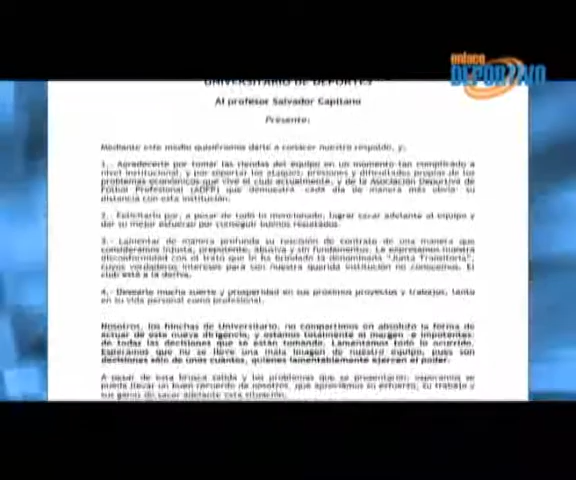 enlace
DEPORTIVO
UNIVERSITARIO DE DEPORTES
Al profesor Salvador Capitano
Presente:
Mediante este medio quisiéramos darte a conocer nuestro respaldo, y:
1.- Agradecerte por tomar las riendas del equipo en un momento tan complicado a
nivel institucional, y por soportar los ataques, presiones y dificultades propias de los
problemas económicos que vive el club actualmente, y de la Asociación Deportiva de
Fútbol Profesional (ADFP) que demuestra cada día de manera más obvia su
distancia con esta institución.
2.- Felicitarte por, a pesar de todo lo mencionado, lograr sacar adelante al equipo y
dar su mejor esfuerzo por conseguir buenos resultados.
3.- Lamentar de manera profunda su rescisión de contrato de una manera que
consideramos injusta, prepotente, abusiva y sin fundamentos. Le expresamos nuestra
disconformidad con el trato que le ha brindado la denominada "Junta Transitoria",
cuyos verdaderos intereses para con nuestra querida institución no conocemos. El
club está a la deriva.
4.- Desearle mucha suerte y prosperidad en sus próximos proyectos y trabajos, tanto
en su vida personal como profesional.
Nosotros, los hinchas de Universitario, no compartimos en absoluto la forma de
actuar de esta nueva dirigencia, y estamos totalmente al margen e impotentes
de todas las decisiones que se están tomando. Lamentamos todo lo ocurrido.
Esperamos que no se lleve una mala imagen de nuestro equipo, pues son
decisiones sólo de unos cuantos, quienes lamentablemente ejercen el poder.
A pesar de esta brusca salida y los problemas que se presentaron, esperamos se
pueda llevar un buen recuerdo de nosotros, que apreciamos su esfuerzo, su trabajo y
sus ganas de sacar adelante esta situación.